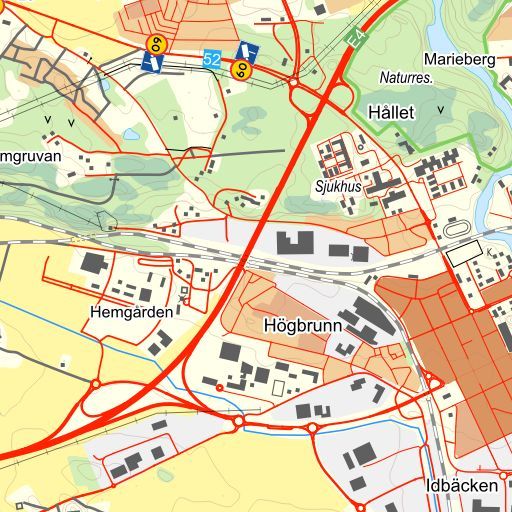 60
52
60
E4
Marieberg
Naturres.
Hållet
mgruvan
Sjukhus
K
Hemgården
Högbrunn
Idbäcken